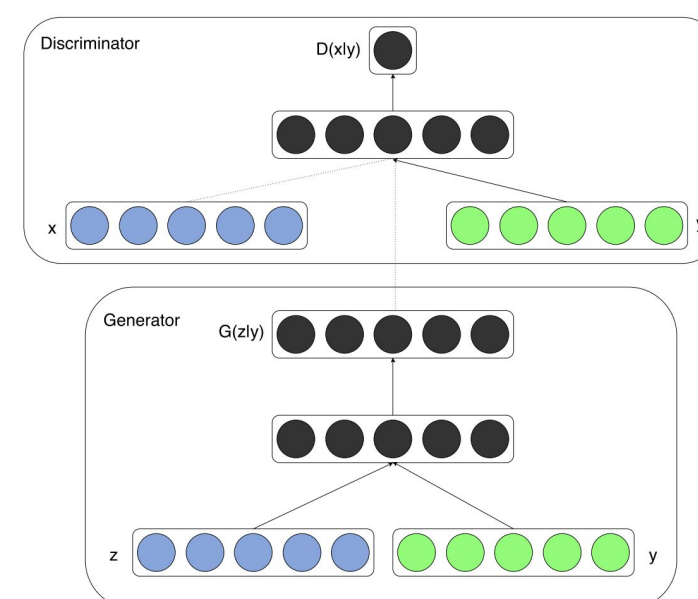 Discriminator
D(x|y)
x
y
Generator
G(z|y)
z
y